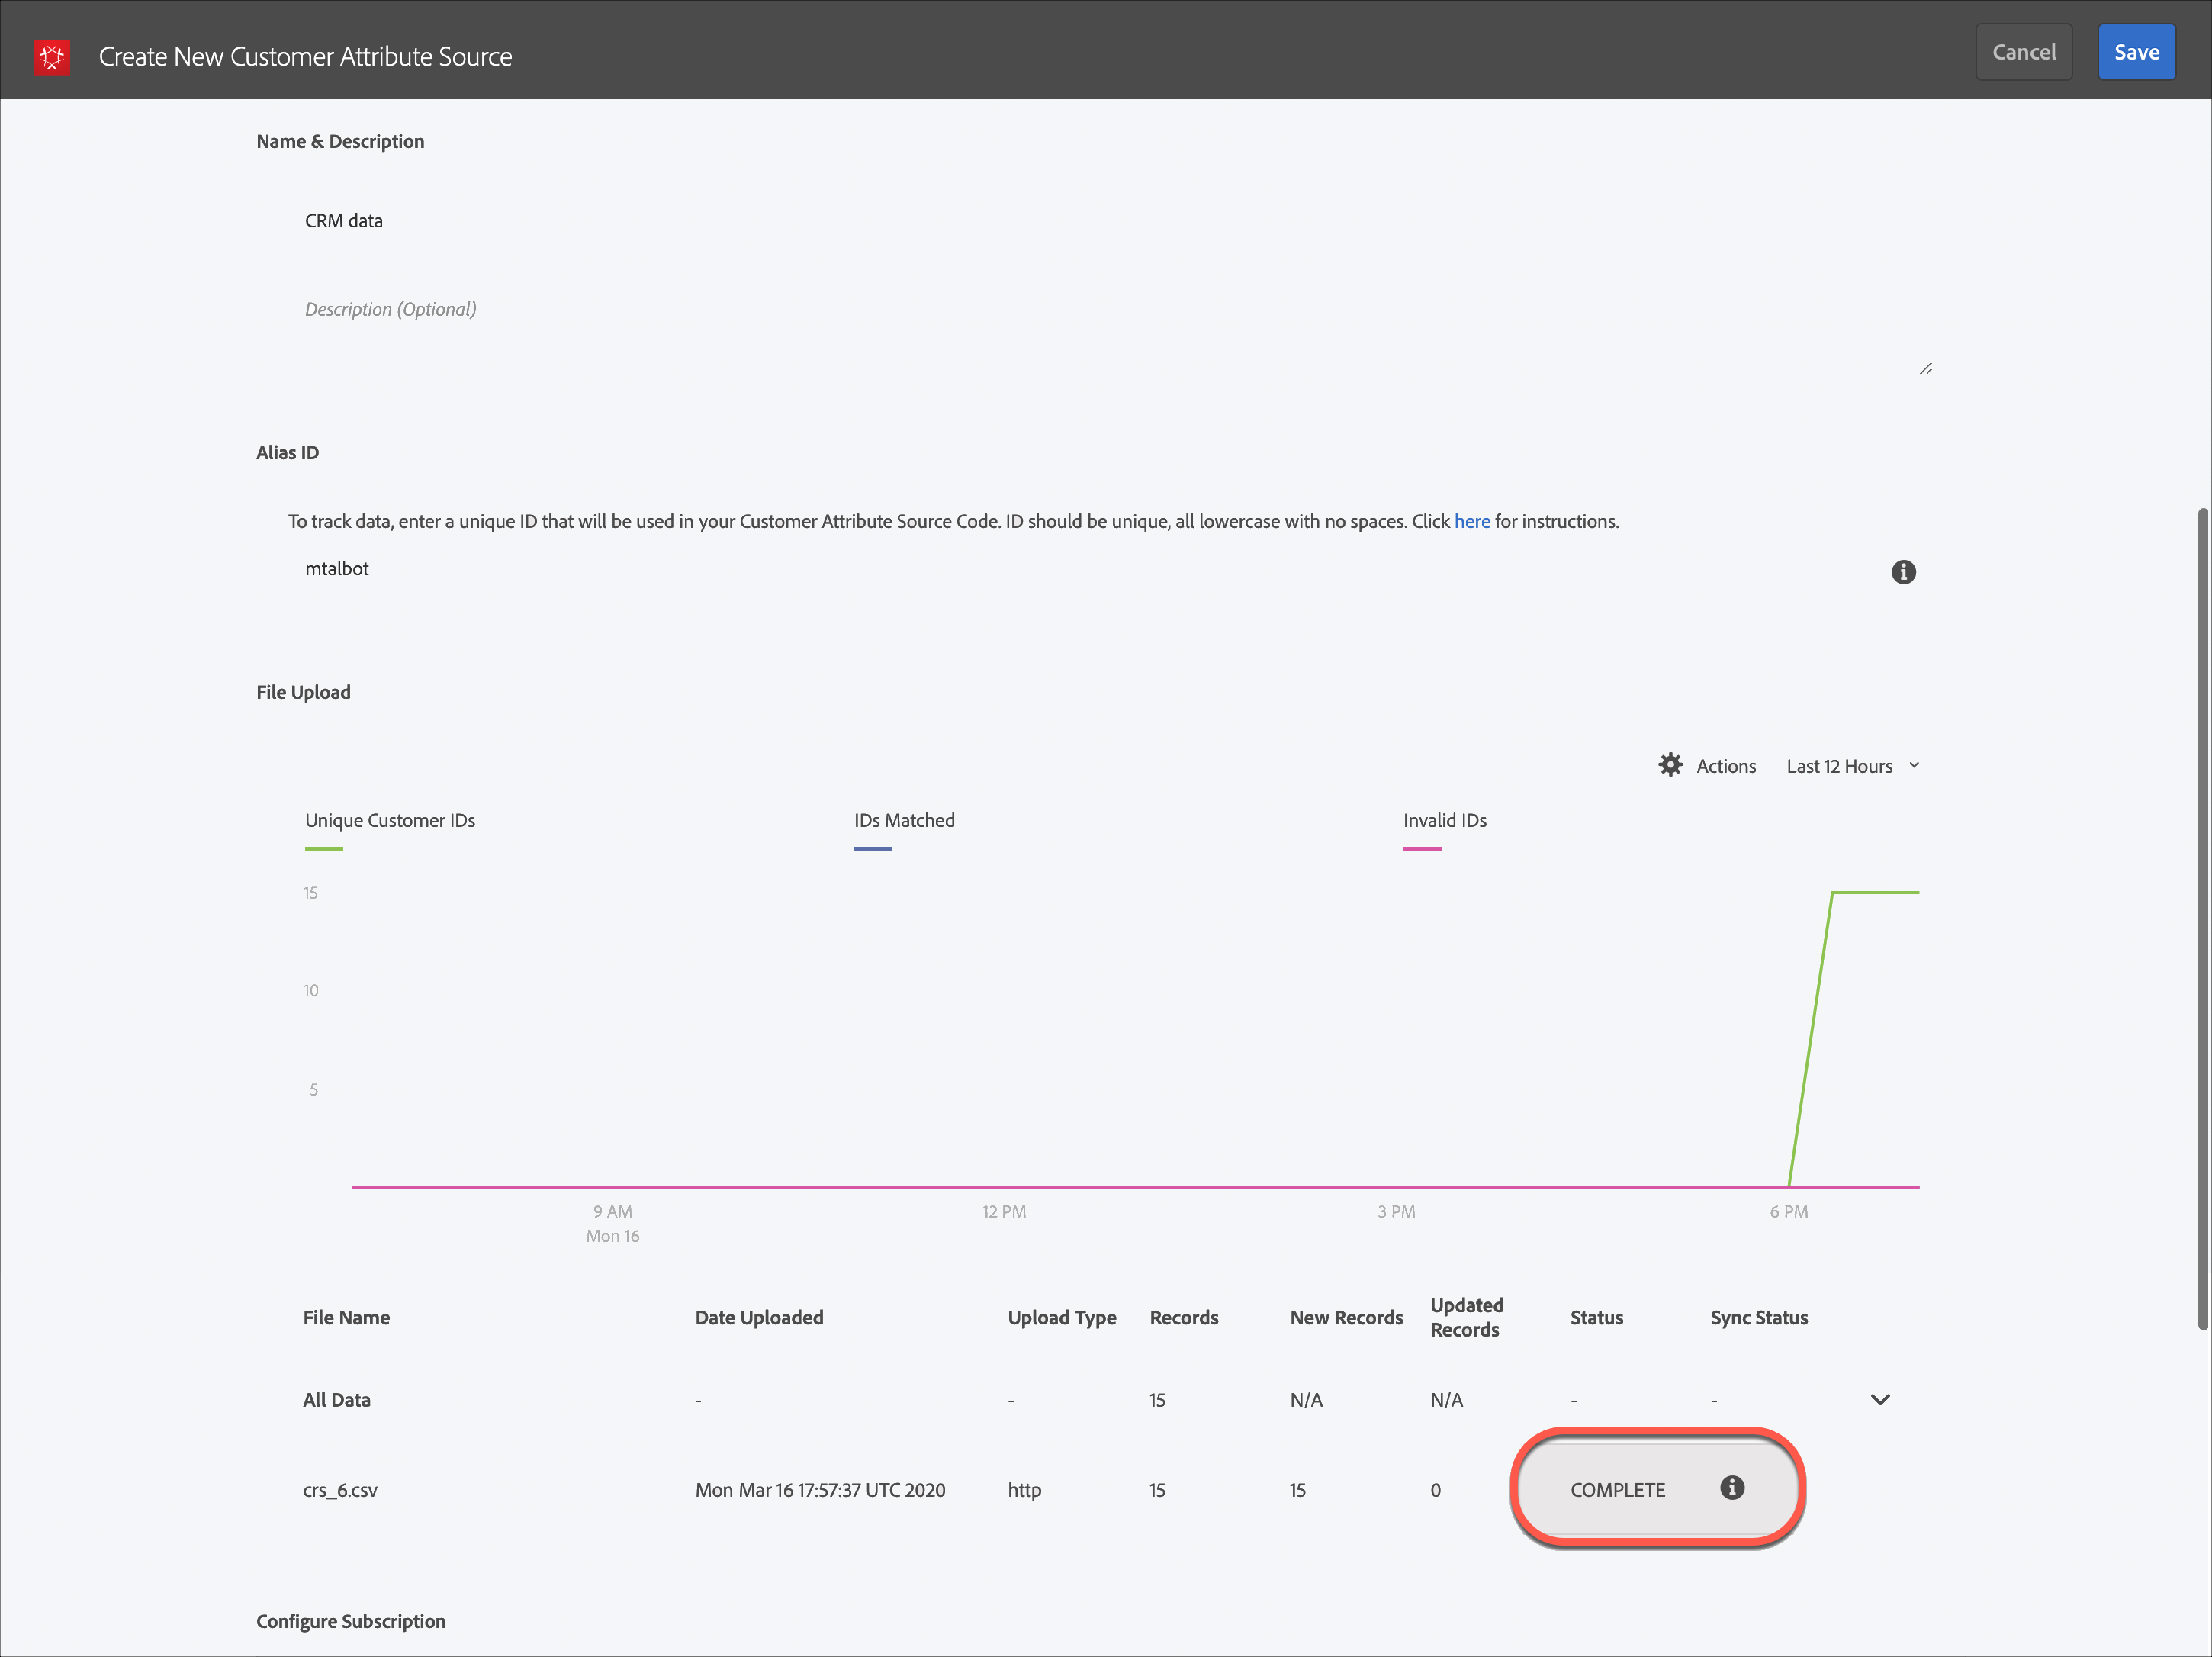 Create New Customer Attribute Source
Cancel
Save
Name & Description
CRM data
Description (Optional)
Alias ID
To track data, enter a unique ID that will be used in your Customer Attribute Source Code. ID should be unique, all lowercase with no spaces. Click here for instructions.
mtalbot
File Upload
Actions Last 12 Hours
Unique Customer IDs IDs Matched Invalid IDs
15
10
5
9 AM 12 PM 3 PM 6 PM
Mon 16
File Name Date Uploaded Upload Type Records New Records Updated Records Status Sync Status
All Data - - 15 N/A N/A - -
crs_6.csv Mon Mar 16 17:57:37 UTC 2020 http 15 15 0 COMPLETE
Configure Subscription